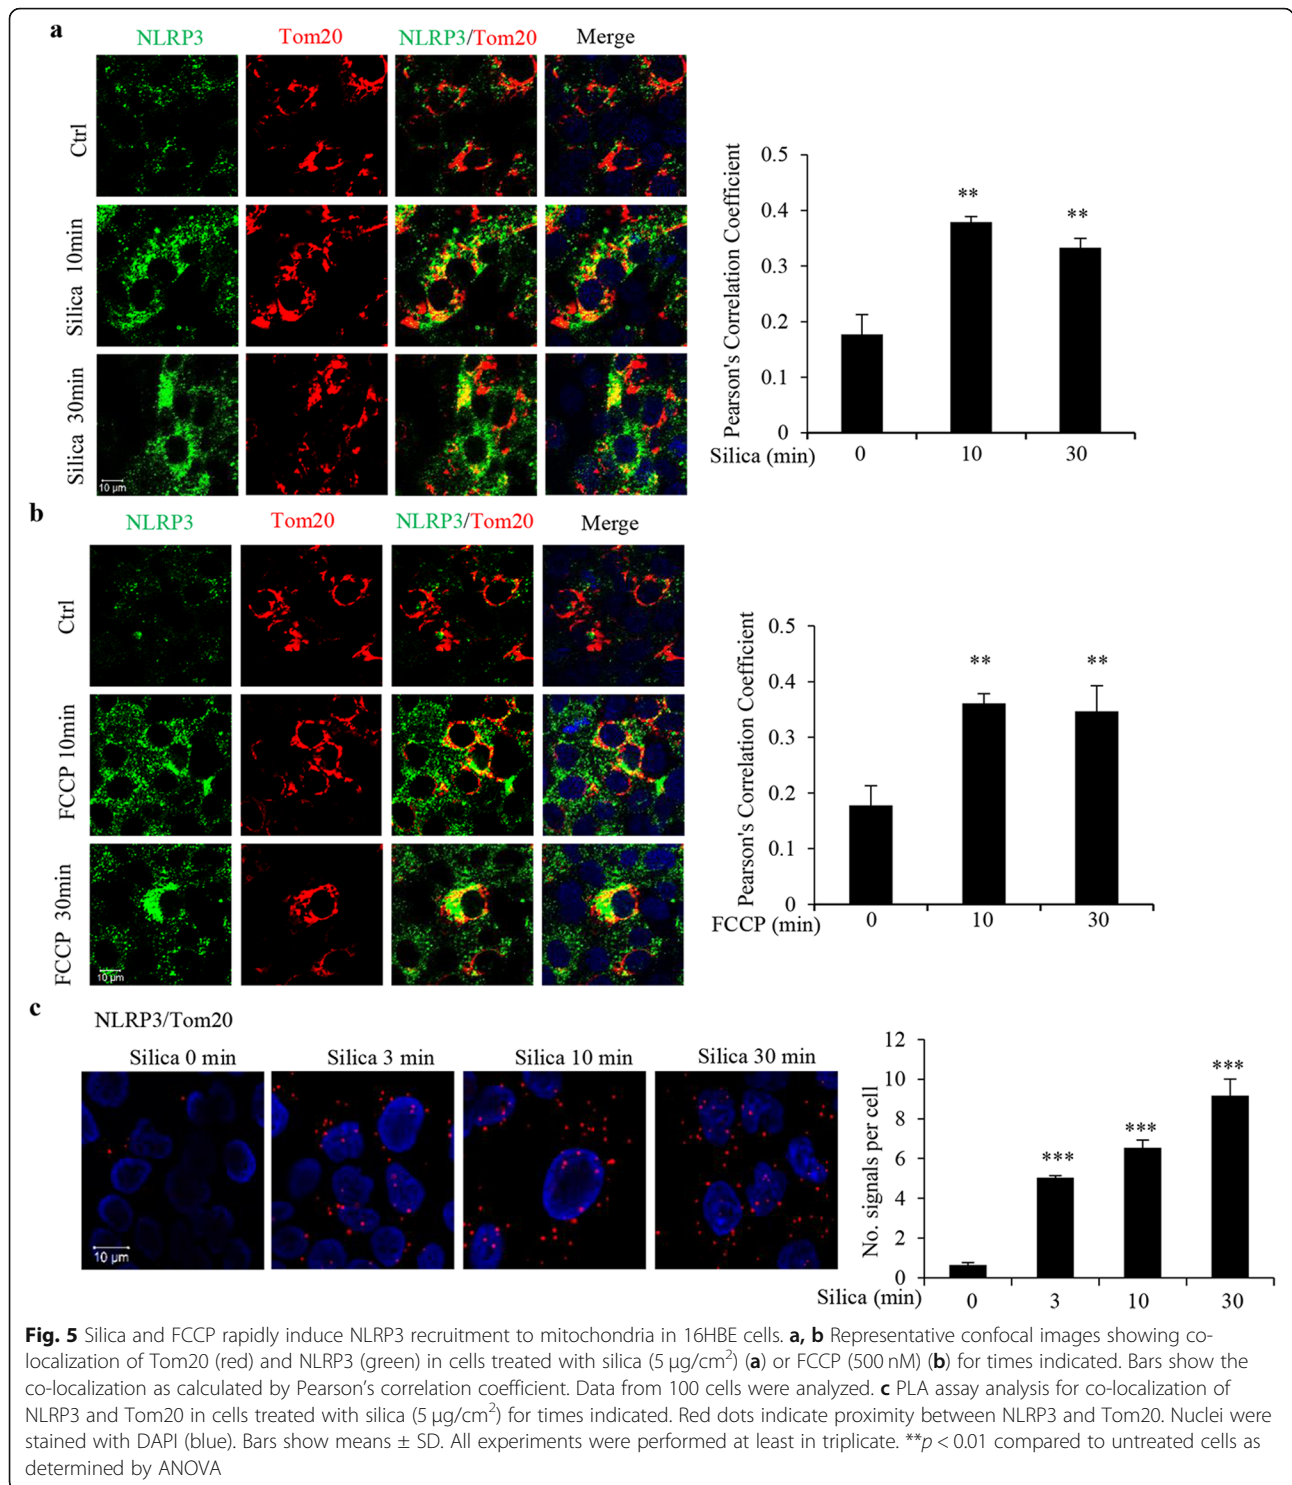 a
NLRP3 Tom20 NLRP3/Tom20 Merge
Ctrl
Silica 10min
Silica 30min
10 µm
Pearson's Correlation Coefficient
0.5
0.4
0.3
0.2
0.1
0
** **
Silica (min) 0 10 30
b
NLRP3 Tom20 NLRP3/Tom20 Merge
Ctrl
FCCP 10min
FCCP 30min
10 µm
Pearson's Correlation Coefficient
0.5
0.4
0.3
0.2
0.1
0
** **
FCCP (min) 0 10 30
c
NLRP3/Tom20
Silica 0 min Silica 3 min Silica 10 min Silica 30 min
10 µm
No. signals per cell
12
10
8
6
4
2
0
*** *** ***
Silica (min) 0 3 10 30
Fig. 5 Silica and FCCP rapidly induce NLRP3 recruitment to mitochondria in 16HBE cells. a, b Representative confocal images showing co-
localization of Tom20 (red) and NLRP3 (green) in cells treated with silica (5 µg/cm²) (a) or FCCP (500 nM) (b) for times indicated. Bars show the
co-localization as calculated by Pearson's correlation coefficient. Data from 100 cells were analyzed. c PLA assay analysis for co-localization of
NLRP3 and Tom20 in cells treated with silica (5 µg/cm²) for times indicated. Red dots indicate proximity between NLRP3 and Tom20. Nuclei were
stained with DAPI (blue). Bars show means ± SD. All experiments were performed at least in triplicate. **p < 0.01 compared to untreated cells as
determined by ANOVA